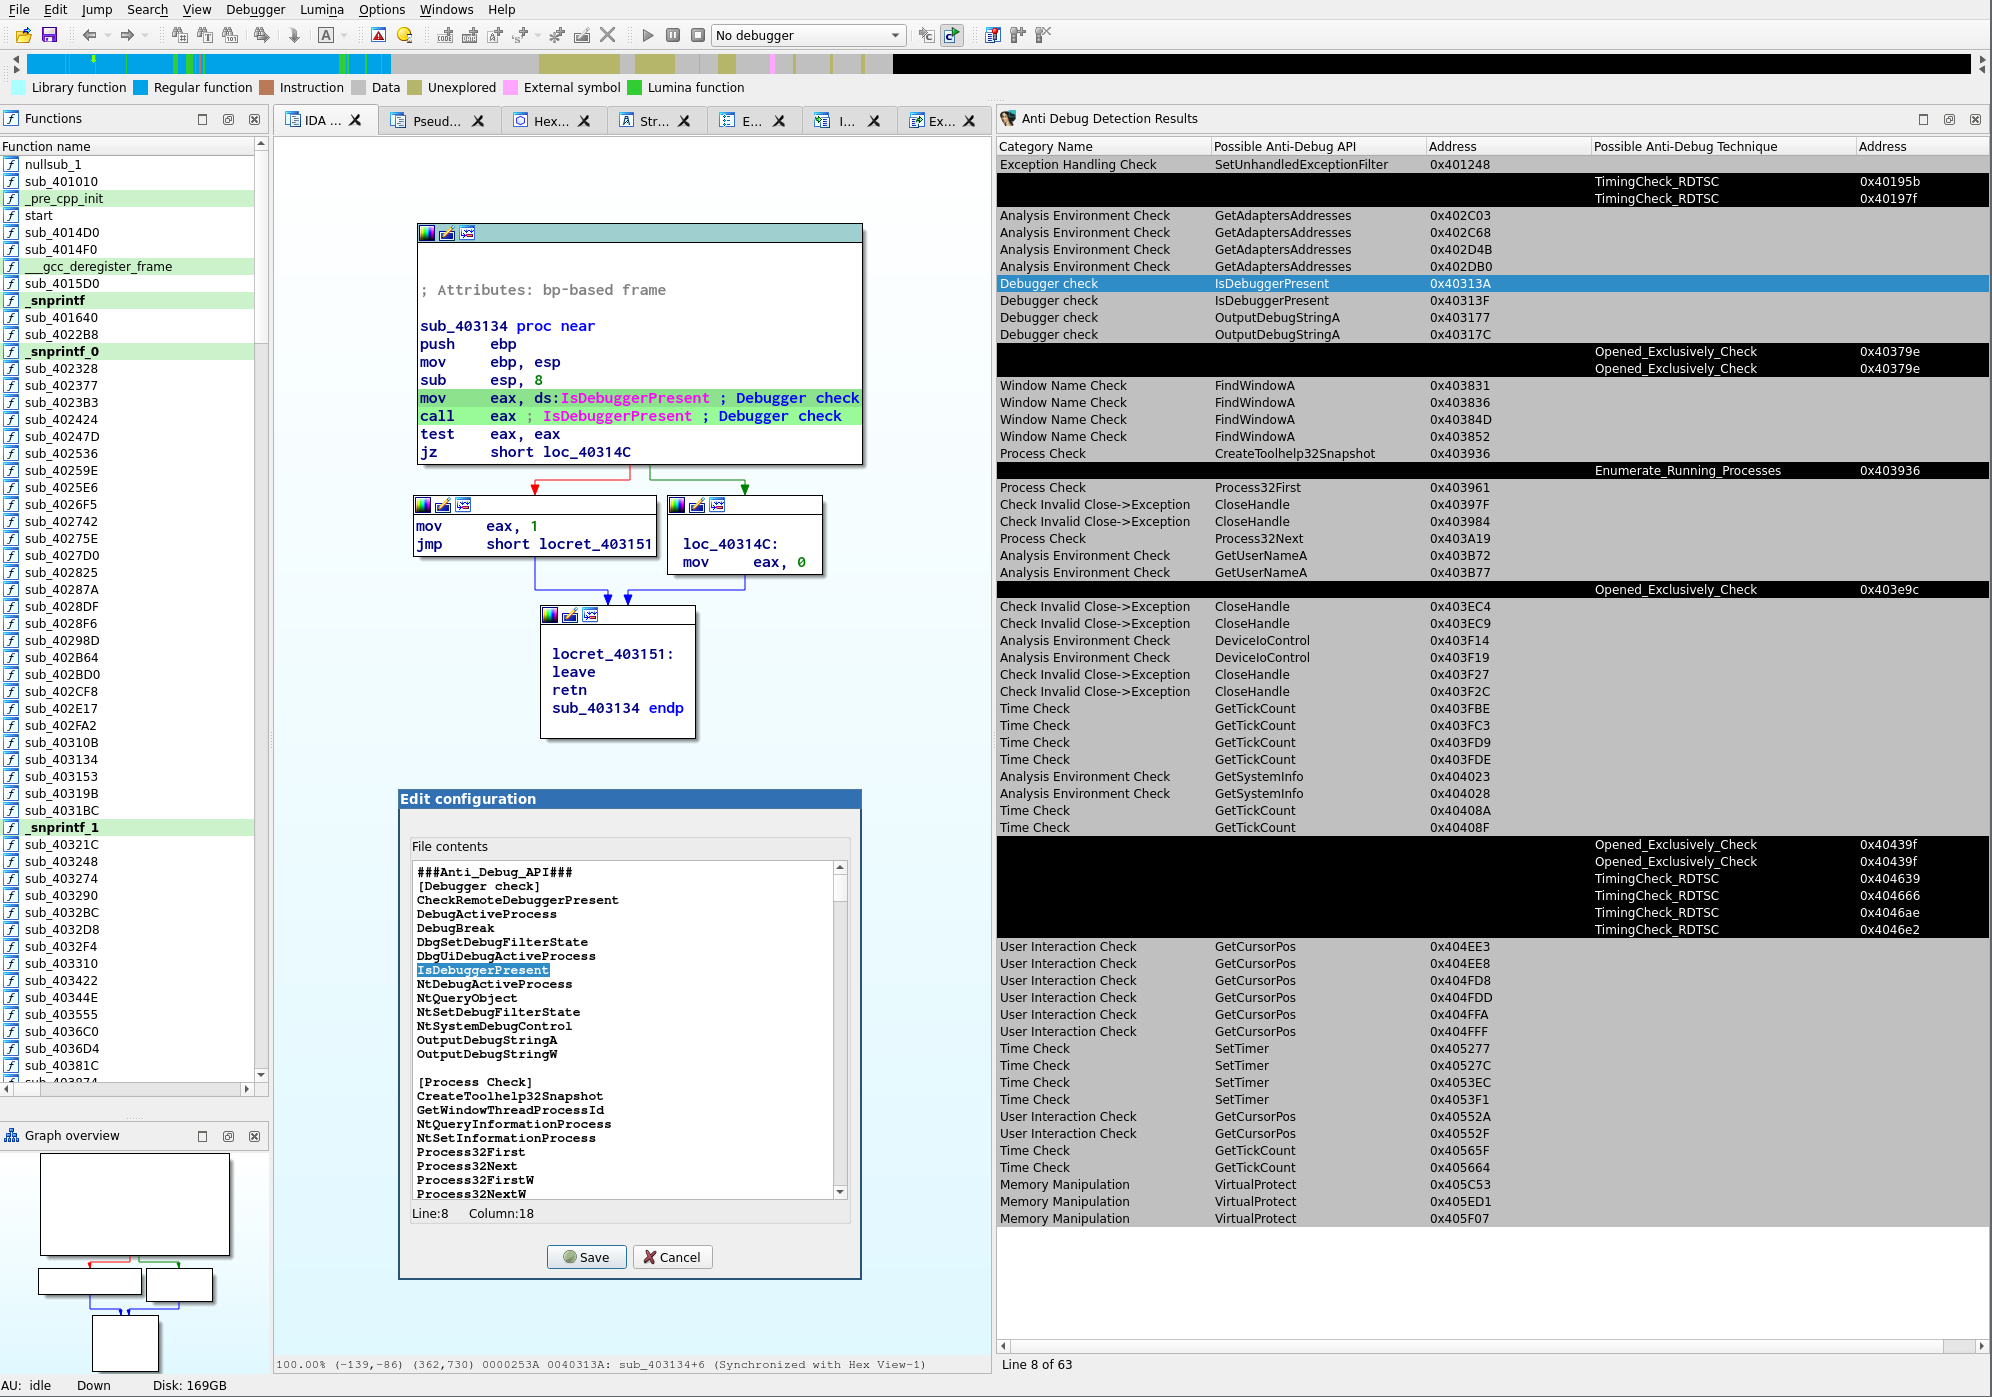 File Edit Jump Search View Debugger Lumina Options Windows Help
No debugger
Library function Regular function Instruction Data Unexplored External symbol Lumina function
Functions
Function name
nullsub_1
sub_401010
_pre_cpp_init
start
sub_4014D0
sub_4014F0
___gcc_deregister_frame
sub_4015D0
_snprintf
sub_401640
sub_4022B8
_snprintf_0
sub_402328
sub_402377
sub_4023B3
sub_402424
sub_40247D
sub_402536
sub_40259E
sub_4025E6
sub_4026F5
sub_402742
sub_40275E
sub_4027D0
sub_402825
sub_40287A
sub_4028DF
sub_4028F6
sub_40298D
sub_402B64
sub_402BD0
sub_402CF8
sub_402E17
sub_402FA2
sub_40310B
sub_403134
sub_403153
sub_40319B
sub_4031BC
_snprintf_1
sub_40321C
sub_403248
sub_403274
sub_403290
sub_4032BC
sub_4032D8
sub_4032F4
sub_403310
sub_403422
sub_40344E
sub_403555
sub_4036C0
sub_4036D4
sub_40381C
sub_403874
Graph overview
IDA ... Pseud... Hex... Str... E... I... Ex...
; Attributes: bp-based frame
sub_403134 proc near
push ebp
mov ebp, esp
sub esp, 8
mov eax, ds:IsDebuggerPresent ; Debugger check
call eax ; IsDebuggerPresent ; Debugger check
test eax, eax
jz short loc_40314C
mov eax, 1
jmp short locret_403151
loc_40314C:
mov eax, 0
locret_403151:
leave
retn
sub_403134 endp
Edit configuration
File contents
###Anti_Debug_API###
[Debugger check]
CheckRemoteDebuggerPresent
DebugActiveProcess
DebugBreak
DbgSetDebugFilterState
DbgUiDebugActiveProcess
IsDebuggerPresent
NtDebugActiveProcess
NtQueryObject
NtSetDebugFilterState
NtSystemDebugControl
OutputDebugStringA
OutputDebugStringW
[Process Check]
CreateToolhelp32Snapshot
GetWindowThreadProcessId
NtQueryInformationProcess
NtSetInformationProcess
Process32First
Process32Next
Process32FirstW
Process32NextW
Line:8 Column:18
Save Cancel
100.00% (-139,-86) (362,730) 0000253A 0040313A: sub_403134+6 (Synchronized with Hex View-1)
Anti Debug Detection Results
Category Name Possible Anti-Debug API Address Possible Anti-Debug Technique Address
Exception Handling Check SetUnhandledExceptionFilter 0x401248
TimingCheck_RDTSC 0x40195b
TimingCheck_RDTSC 0x40197f
Analysis Environment Check GetAdaptersAddresses 0x402C03
Analysis Environment Check GetAdaptersAddresses 0x402C68
Analysis Environment Check GetAdaptersAddresses 0x402D4B
Analysis Environment Check GetAdaptersAddresses 0x402DB0
Debugger check IsDebuggerPresent 0x40313A
Debugger check IsDebuggerPresent 0x40313F
Debugger check OutputDebugStringA 0x403177
Debugger check OutputDebugStringA 0x40317C
Opened_Exclusively_Check 0x40379e
Opened_Exclusively_Check 0x40379e
Window Name Check FindWindowA 0x403831
Window Name Check FindWindowA 0x403836
Window Name Check FindWindowA 0x40384D
Window Name Check FindWindowA 0x403852
Process Check CreateToolhelp32Snapshot 0x403936
Enumerate_Running_Processes 0x403936
Process Check Process32First 0x403961
Check Invalid Close->Exception CloseHandle 0x40397F
Check Invalid Close->Exception CloseHandle 0x403984
Process Check Process32Next 0x403A19
Analysis Environment Check GetUserNameA 0x403B72
Analysis Environment Check GetUserNameA 0x403B77
Opened_Exclusively_Check 0x403e9c
Check Invalid Close->Exception CloseHandle 0x403EC4
Check Invalid Close->Exception CloseHandle 0x403EC9
Analysis Environment Check DeviceIoControl 0x403F14
Analysis Environment Check DeviceIoControl 0x403F19
Check Invalid Close->Exception CloseHandle 0x403F27
Check Invalid Close->Exception CloseHandle 0x403F2C
Time Check GetTickCount 0x403FBE
Time Check GetTickCount 0x403FC3
Time Check GetTickCount 0x403FD9
Time Check GetTickCount 0x403FDE
Analysis Environment Check GetSystemInfo 0x404023
Analysis Environment Check GetSystemInfo 0x404028
Time Check GetTickCount 0x40408A
Time Check GetTickCount 0x40408F
Opened_Exclusively_Check 0x40439f
Opened_Exclusively_Check 0x40439f
TimingCheck_RDTSC 0x404639
TimingCheck_RDTSC 0x404666
TimingCheck_RDTSC 0x4046ae
TimingCheck_RDTSC 0x4046e2
User Interaction Check GetCursorPos 0x404EE3
User Interaction Check GetCursorPos 0x404EE8
User Interaction Check GetCursorPos 0x404FD8
User Interaction Check GetCursorPos 0x404FDD
User Interaction Check GetCursorPos 0x404FFA
User Interaction Check GetCursorPos 0x404FFF
Time Check SetTimer 0x405277
Time Check SetTimer 0x40527C
Time Check SetTimer 0x4053EC
Time Check SetTimer 0x4053F1
User Interaction Check GetCursorPos 0x40552A
User Interaction Check GetCursorPos 0x40552F
Time Check GetTickCount 0x40565F
Time Check GetTickCount 0x405664
Memory Manipulation VirtualProtect 0x405C53
Memory Manipulation VirtualProtect 0x405ED1
Memory Manipulation VirtualProtect 0x405F07
Line 8 of 63
AU: idle Down Disk: 169GB